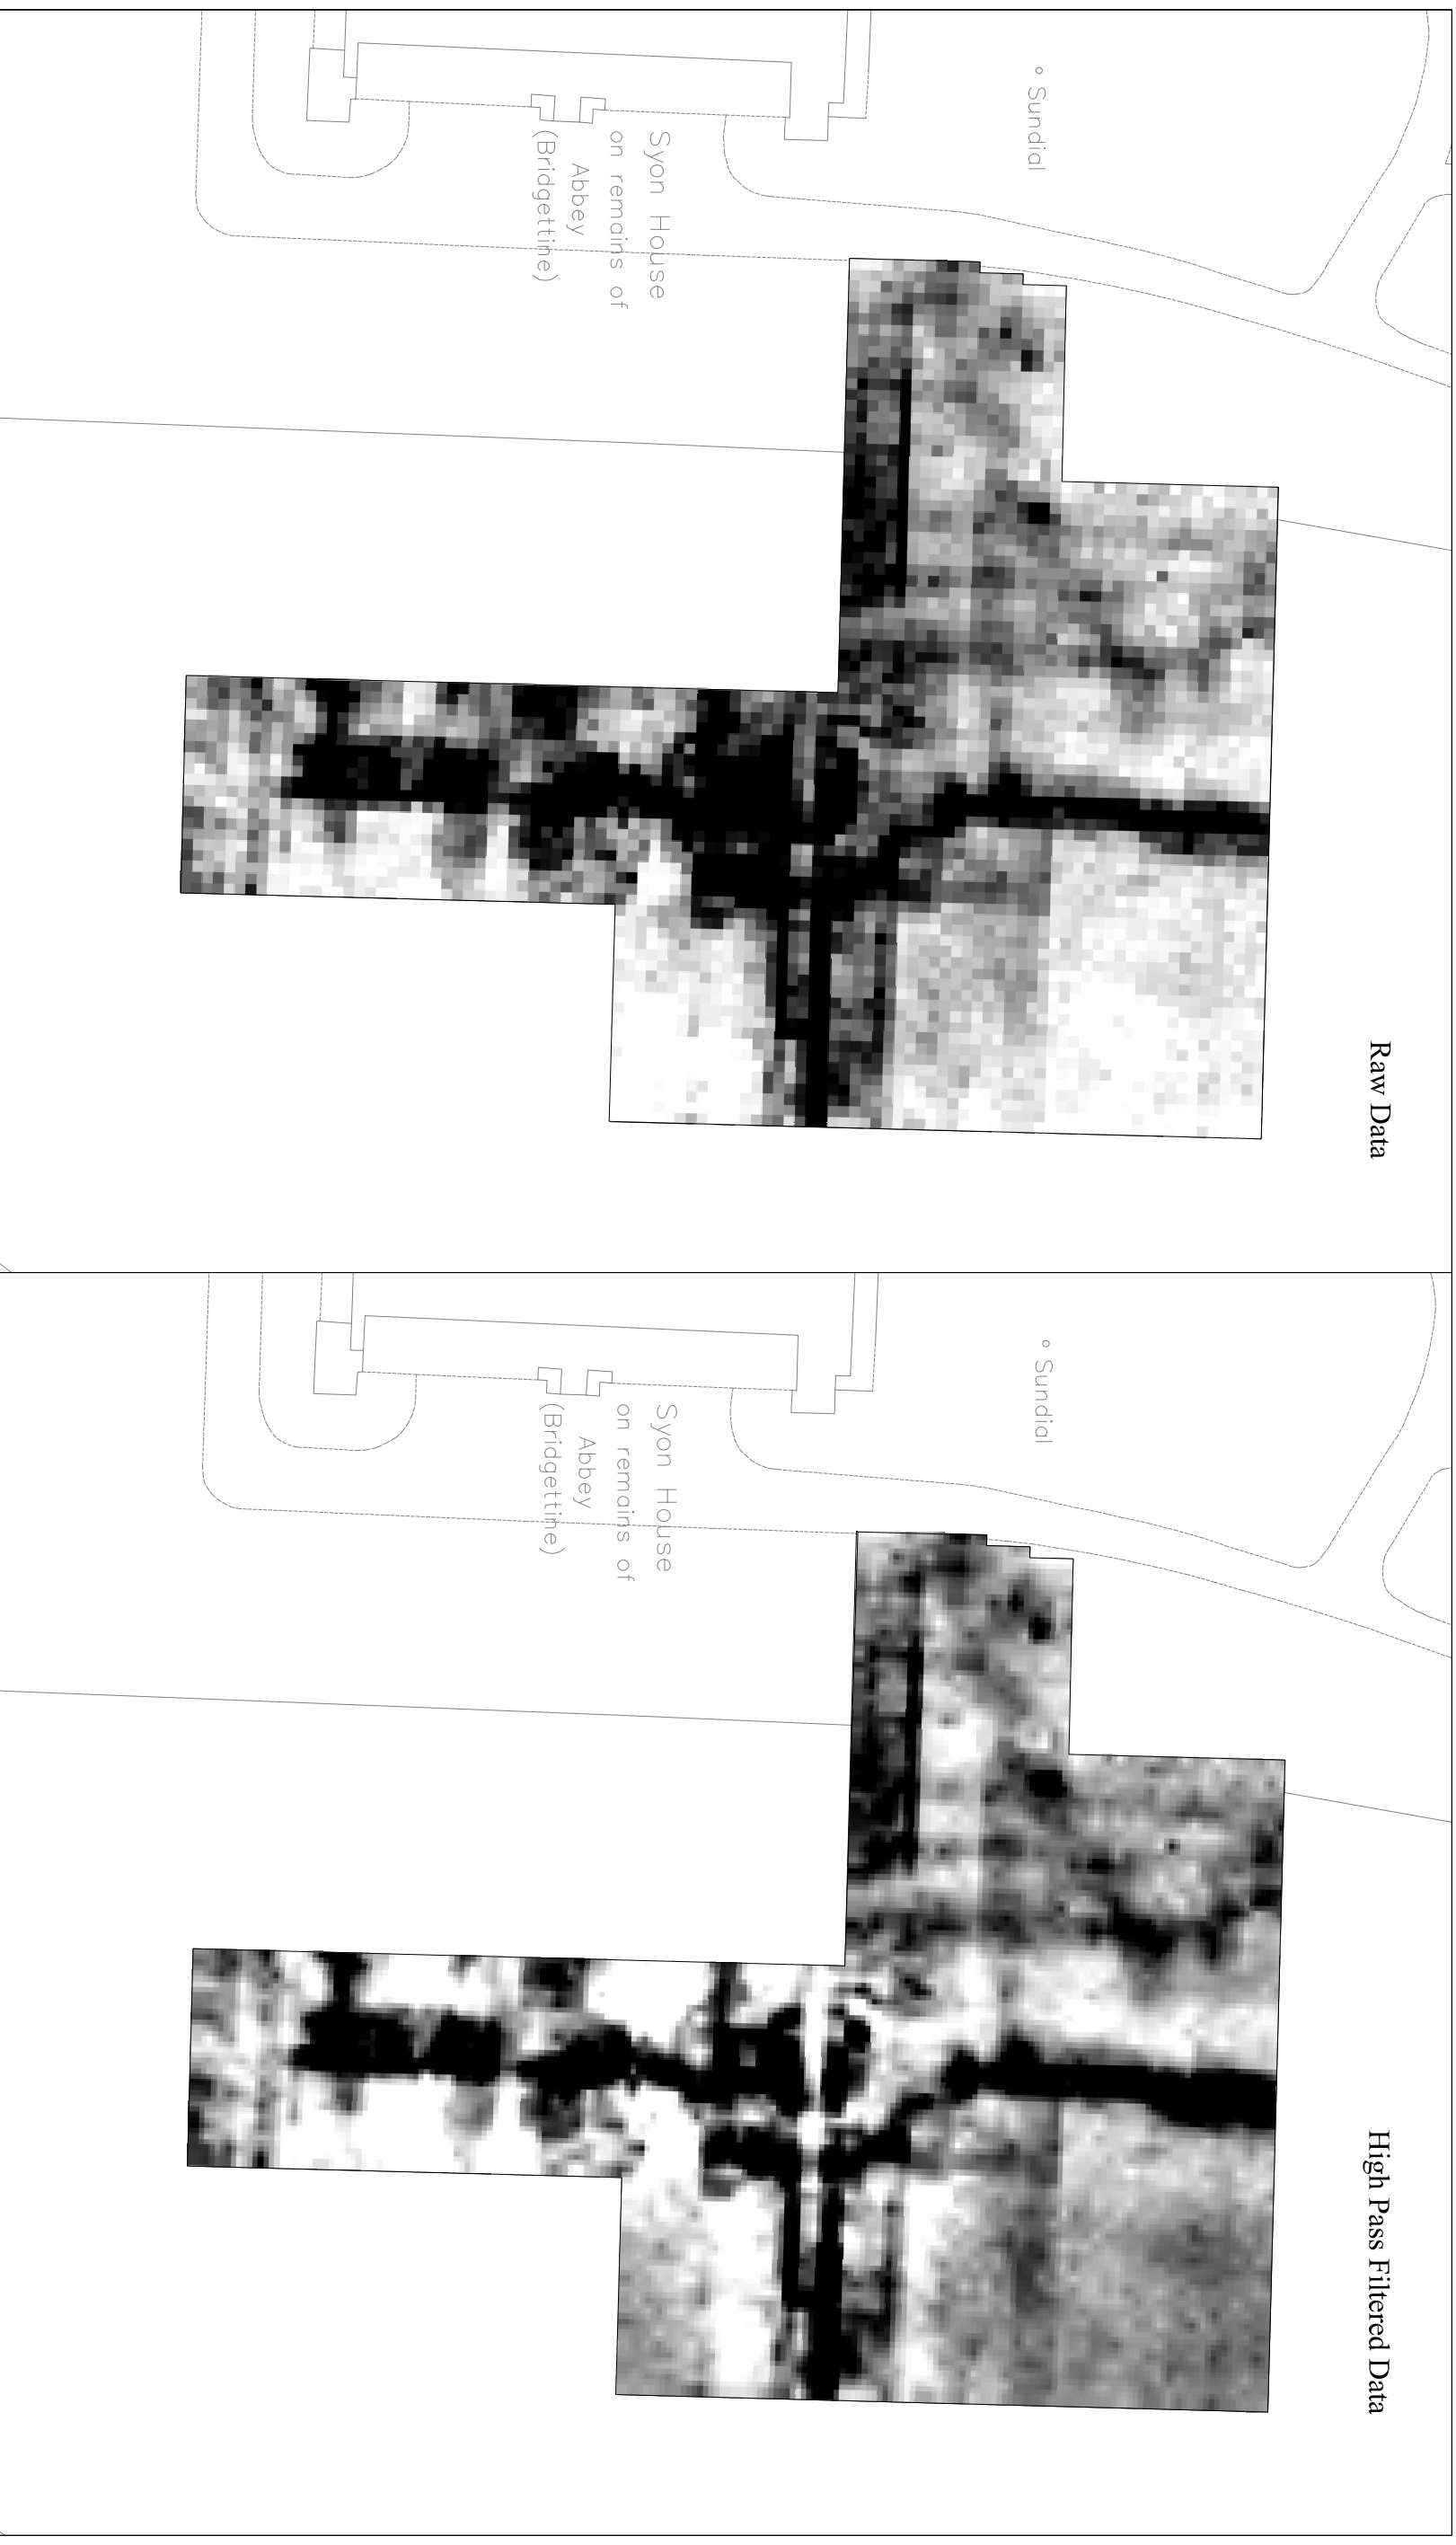 Raw Data
Sundial
Syon House
on remains of
Abbey
(Bridgettine)
High Pass Filtered Data
Sundial
Syon House
on remains of
Abbey
(Bridgettine)